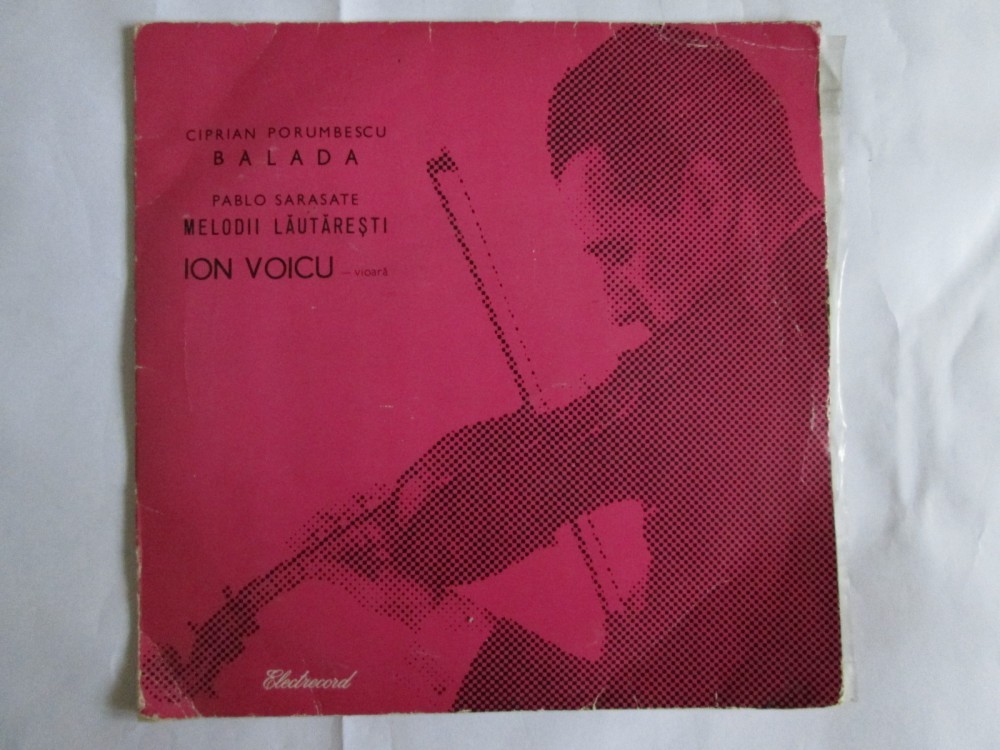 CIPRIAN PORUMBESCU
BALADA
PABLO SARASATE
MELODII LĂUTĂREȘTI
ION VOICU – vioară
Electrecord